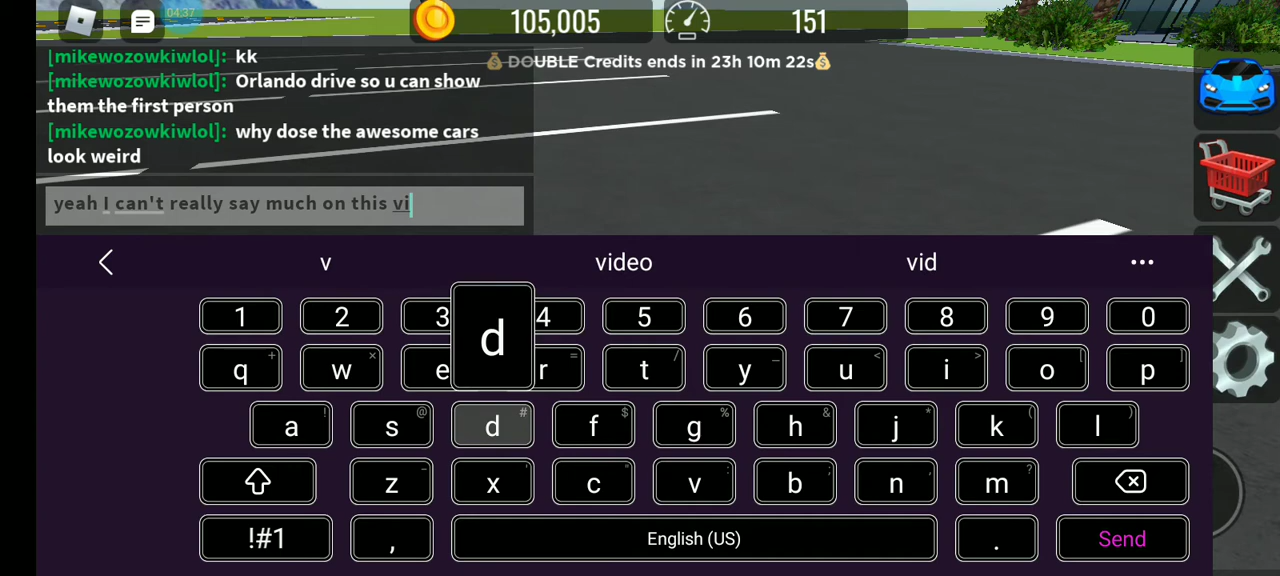 04:37
105,005
151
[mikewozowkiwlol]: kk
💰 DOUBLE Credits ends in 23h 10m 22s💰
[mikewozowkiwlol]: Orlando drive so u can show
them the first person
[mikewozowkiwlol]: why dose the awesome cars
look weird
yeah I can't really say much on this vi
v video vid ...
1 2 3 4 5 6 7 8 9 0
d
q + w × e r = t / y _ u < i > o [ p ]
a ! s @ d # f $ g % h & j * k ( l )
z - x ' c " v : b ; n , m ?
!#1 , English (US) . Send